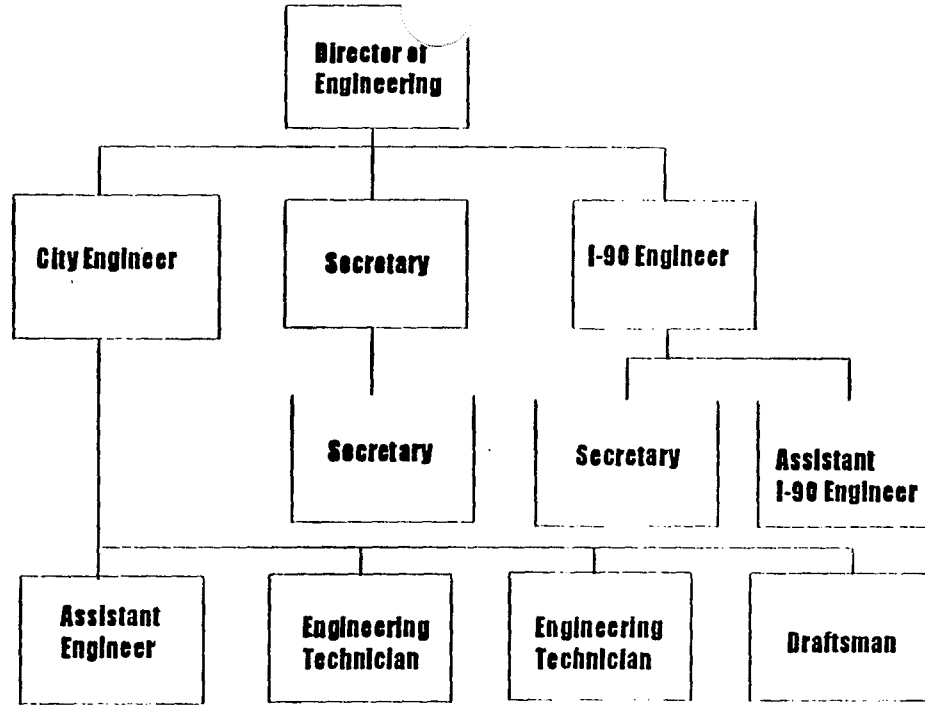 Director of
Engineering
City Engineer
Secretary
I-90 Engineer
Secretary
Secretary
Assistant
I-90 Engineer
Assistant
Engineer
Engineering
Technician
Engineering
Technician
Draftsman